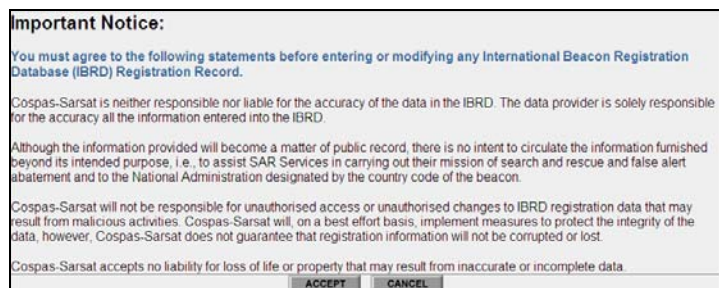 Important Notice:
You must agree to the following statements before entering or modifying any International Beacon Registration
Database (IBRD) Registration Record.
Cospas-Sarsat is neither responsible nor liable for the accuracy of the data in the IBRD. The data provider is solely responsible
for the accuracy all the information entered into the IBRD.
Although the information provided will become a matter of public record, there is no intent to circulate the information furnished
beyond its intended purpose, i.e., to assist SAR Services in carrying out their mission of search and rescue and false alert
abatement and to the National Administration designated by the country code of the beacon.
Cospas-Sarsat will not be responsible for unauthorised access or unauthorised changes to IBRD registration data that may
result from malicious activities. Cospas-Sarsat will, on a best effort basis, implement measures to protect the integrity of the
data, however, Cospas-Sarsat does not guarantee that registration information will not be corrupted or lost.
Cospas-Sarsat accepts no liability for loss of life or property that may result from inaccurate or incomplete data.
ACCEPT CANCEL